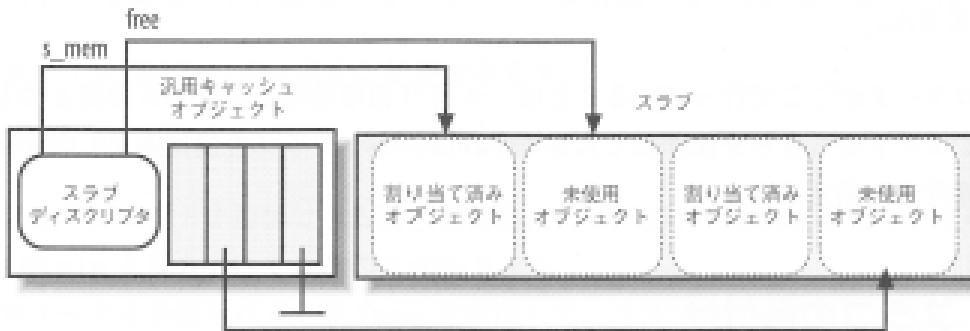 free
s_mem
汎用キャッシュ
オブジェクト
スラブ
スラブ
ディスクリプタ
割り当て済み
オブジェクト
未使用
オブジェクト
割り当て済み
オブジェクト
未使用
オブジェクト